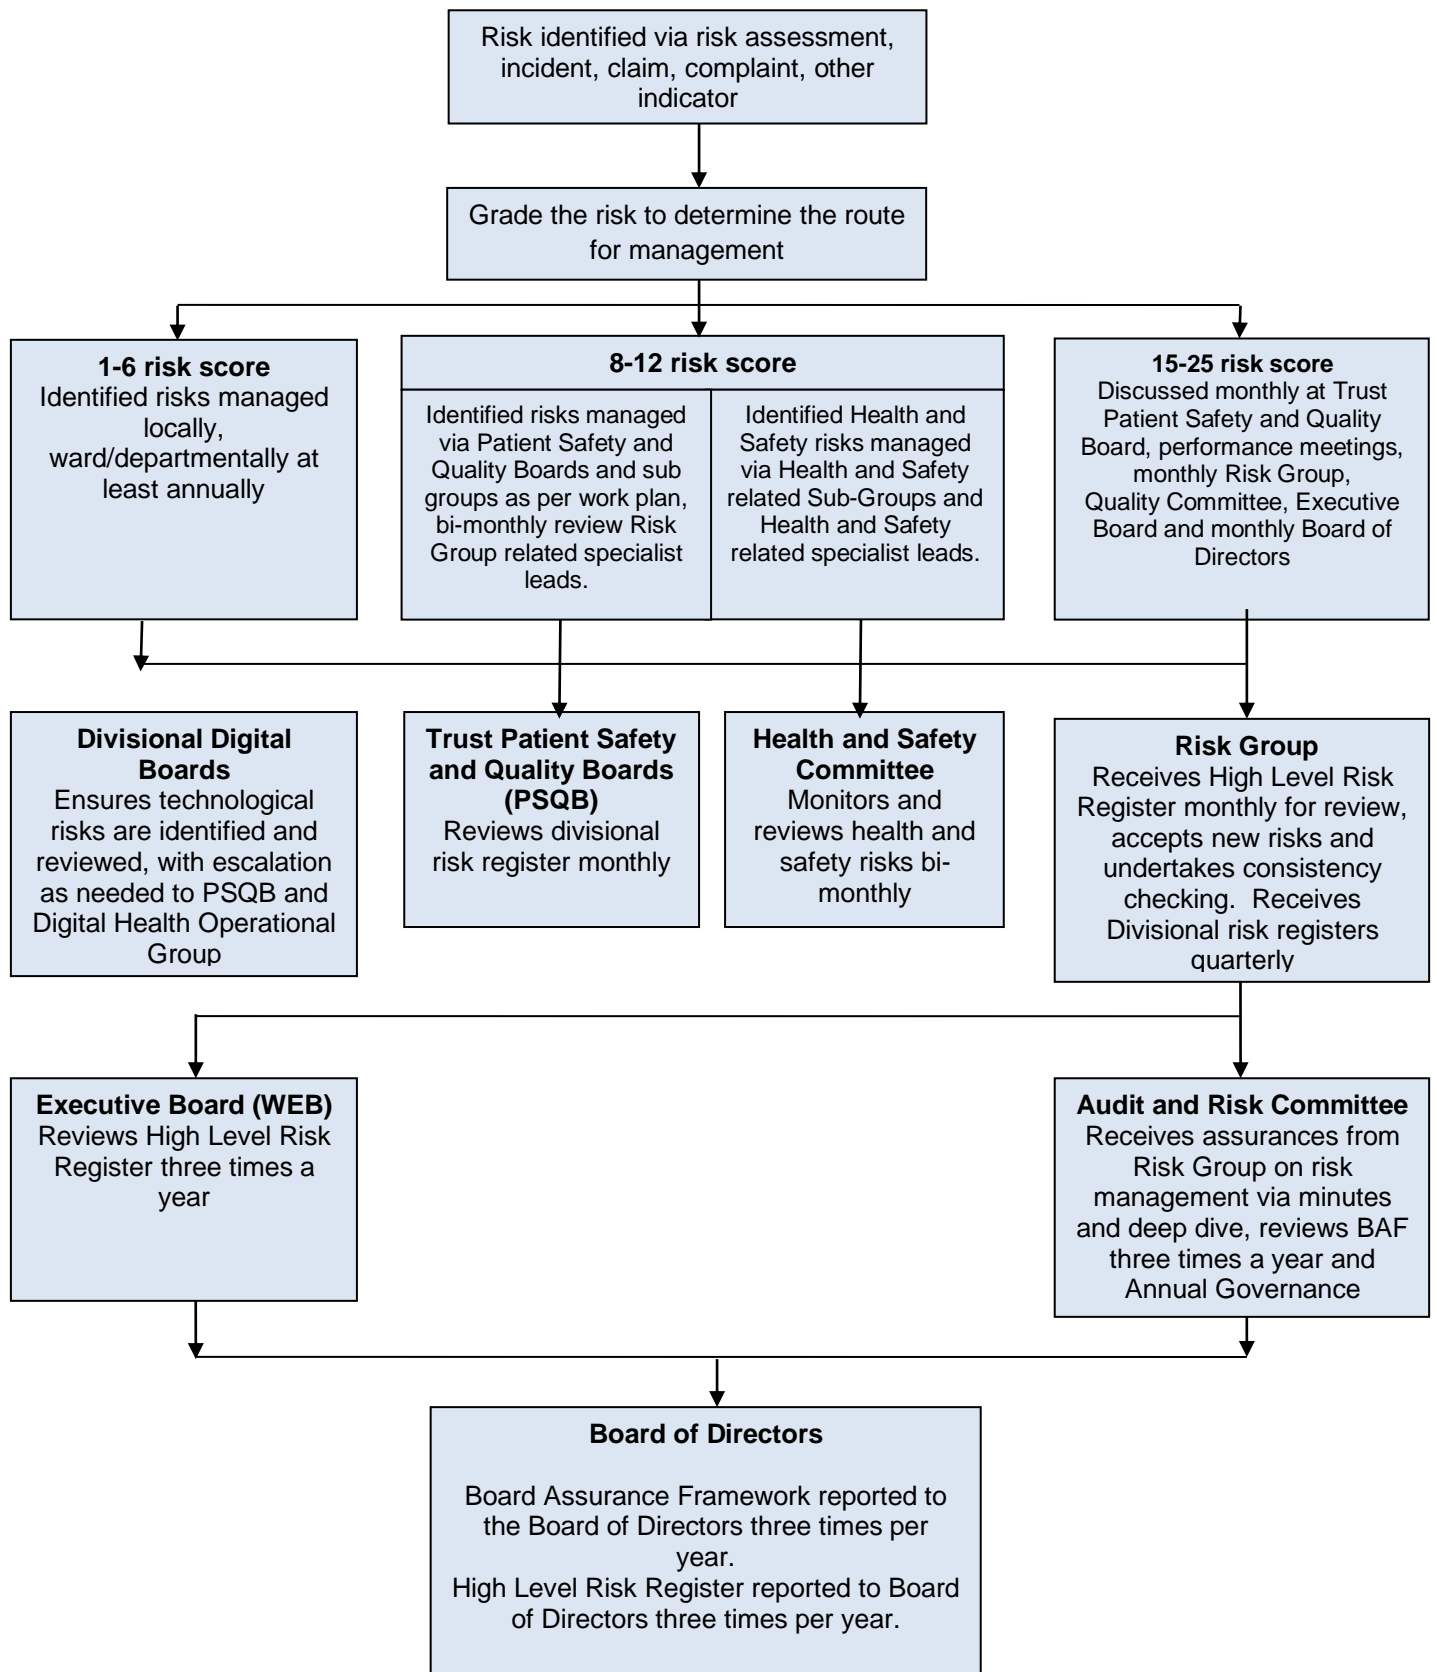 Risk identified via risk assessment,
incident, claim, complaint, other
indicator
Grade the risk to determine the route
for management
1-6 risk score
Identified risks managed
locally,
ward/departmentally at
least annually
8-12 risk score
Identified risks managed
via Patient Safety and
Quality Boards and sub
groups as per work plan,
bi-monthly review Risk
Group related specialist
leads.
Identified Health and
Safety risks managed
via Health and Safety
related Sub-Groups and
Health and Safety
related specialist leads.
15-25 risk score
Discussed monthly at Trust
Patient Safety and Quality
Board, performance meetings,
monthly Risk Group,
Quality Committee, Executive
Board and monthly Board of
Directors
Divisional Digital
Boards
Ensures technological
risks are identified and
reviewed, with escalation
as needed to PSQB and
Digital Health Operational
Group
Trust Patient Safety
and Quality Boards
(PSQB)
Reviews divisional
risk register monthly
Health and Safety
Committee
Monitors and
reviews health and
safety risks bi-
monthly
Risk Group
Receives High Level Risk
Register monthly for review,
accepts new risks and
undertakes consistency
checking.  Receives
Divisional risk registers
quarterly
Executive Board (WEB)
Reviews High Level Risk
Register three times a
year
Audit and Risk Committee
Receives assurances from
Risk Group on risk
management via minutes
and deep dive, reviews BAF
three times a year and
Annual Governance
Board of Directors
Board Assurance Framework reported to
the Board of Directors three times per
year.
High Level Risk Register reported to Board
of Directors three times per year.